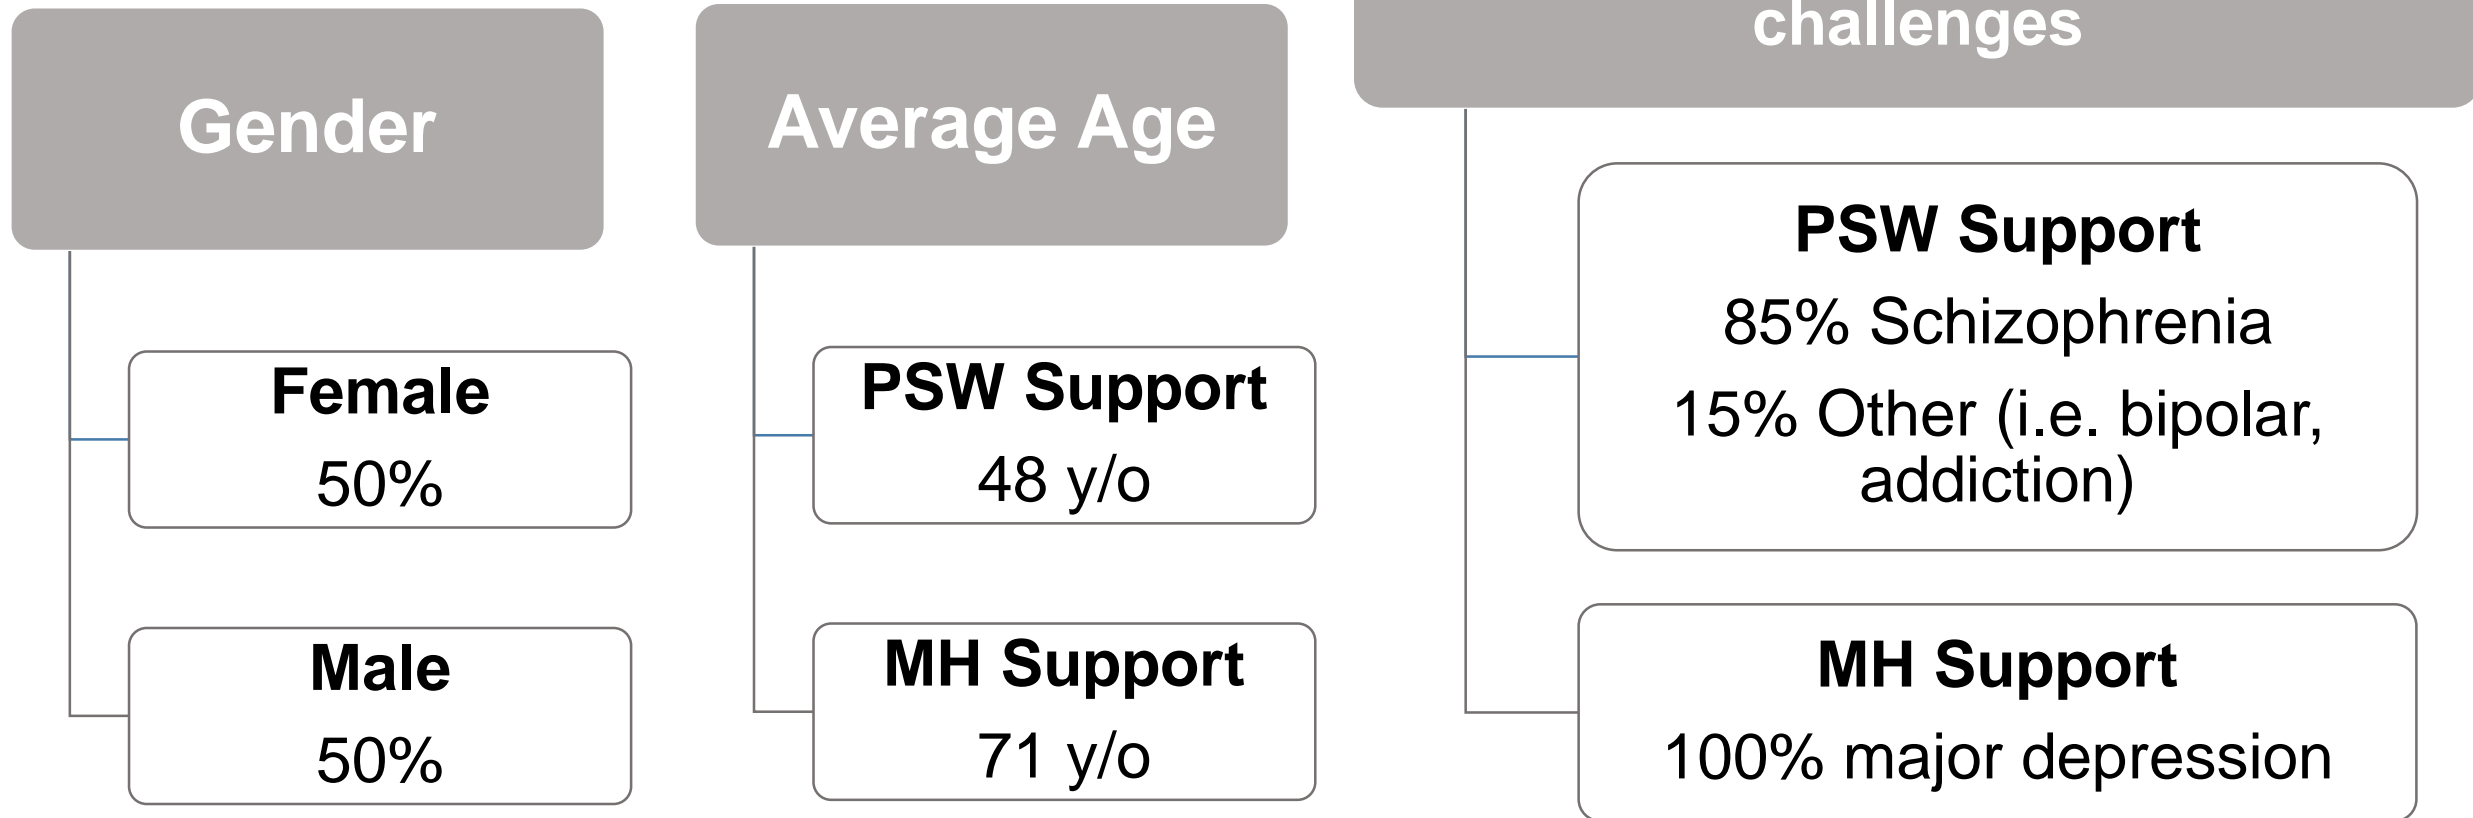 Gender
Female
50%
Male
50%
Average Age
PSW Support
48 y/o
MH Support
71 y/o
challenges
PSW Support
85% Schizophrenia
15% Other (i.e. bipolar,
addiction)
MH Support
100% major depression